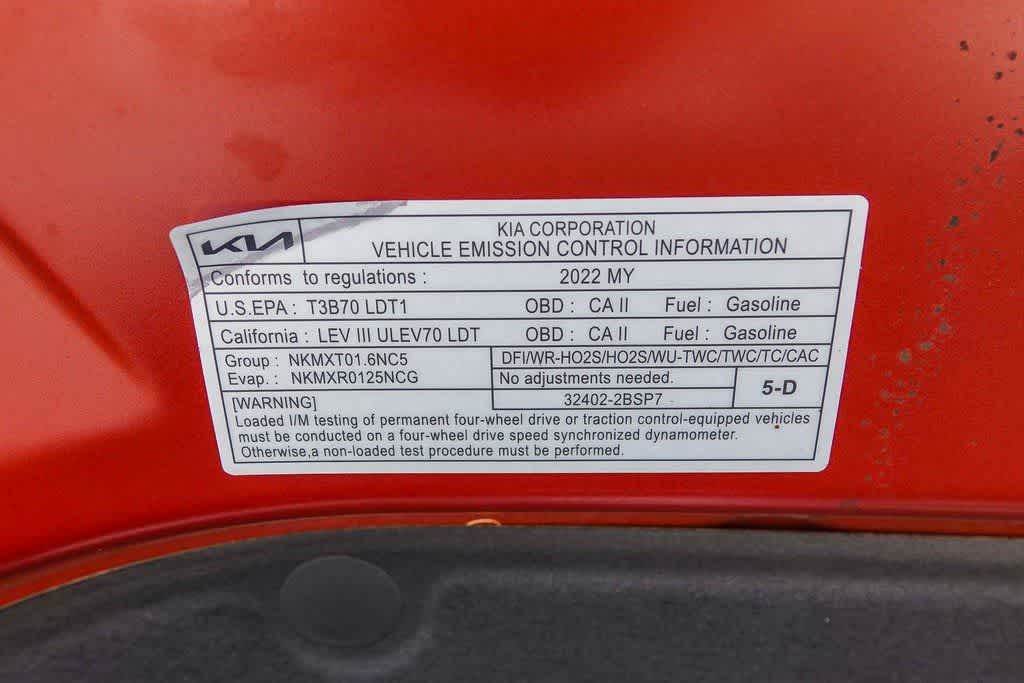 KIA
KIA CORPORATION
VEHICLE EMISSION CONTROL INFORMATION
Conforms to regulations : 2022 MY
U.S.EPA : T3B70 LDT1 OBD : CA II Fuel : Gasoline
California : LEV III ULEV70 LDT OBD : CA II Fuel : Gasoline
Group : NKMXT01.6NC5
Evap. : NKMXR0125NCG
DFI/WR-HO2S/HO2S/WU-TWC/TWC/TC/CAC
No adjustments needed.
32402-2BSP7
5-D
[WARNING]
Loaded I/M testing of permanent four-wheel drive or traction control-equipped vehicles
must be conducted on a four-wheel drive speed synchronized dynamometer.
Otherwise,a non-loaded test procedure must be performed.